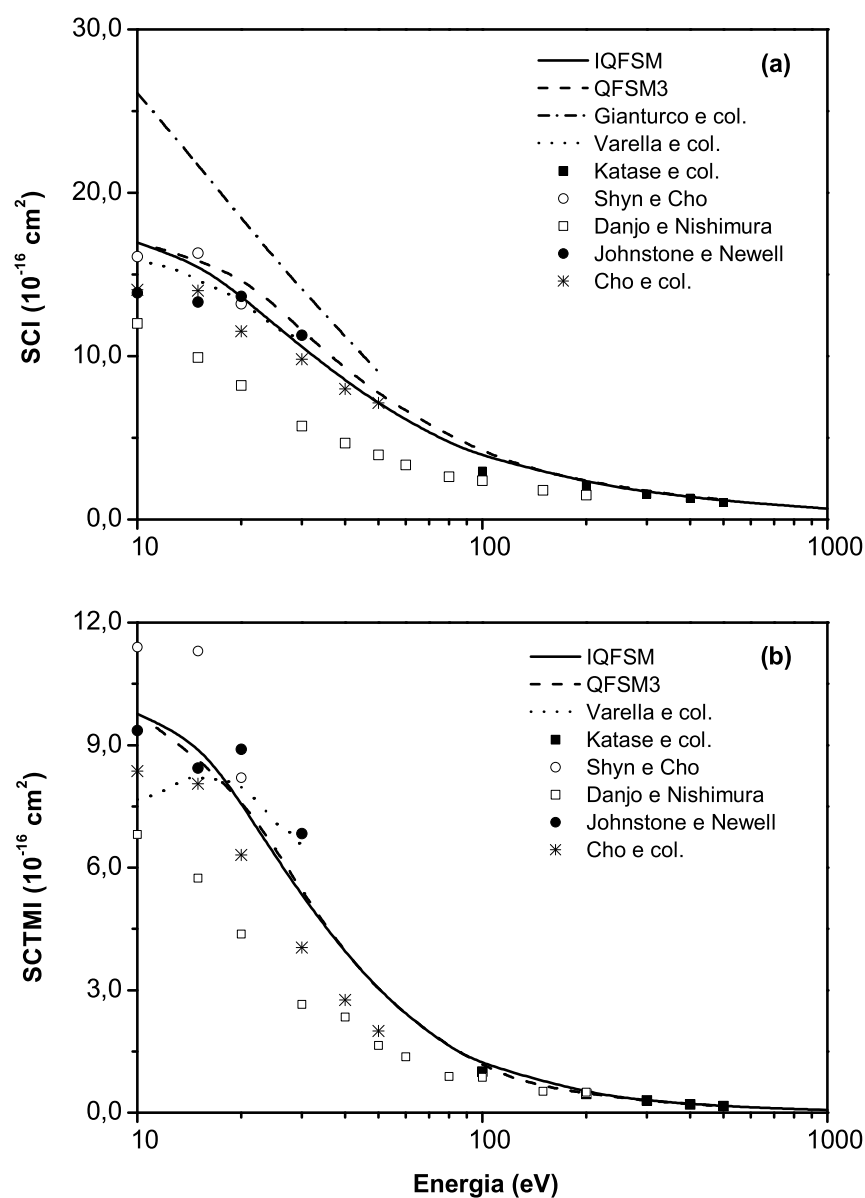 30,0
20,0
10,0
0,0
SCI (10⁻¹⁶ cm²)
IQFSM
QFSM3
Gianturco e col.
Varella e col.
Katase e col.
Shyn e Cho
Danjo e Nishimura
Johnstone e Newell
Cho e col.
(a)
10
100
1000
12,0
9,0
6,0
3,0
0,0
SCTMI (10⁻¹⁶ cm²)
IQFSM
QFSM3
Varella e col.
Katase e col.
Shyn e Cho
Danjo e Nishimura
Johnstone e Newell
Cho e col.
(b)
10
100
1000
Energia (eV)